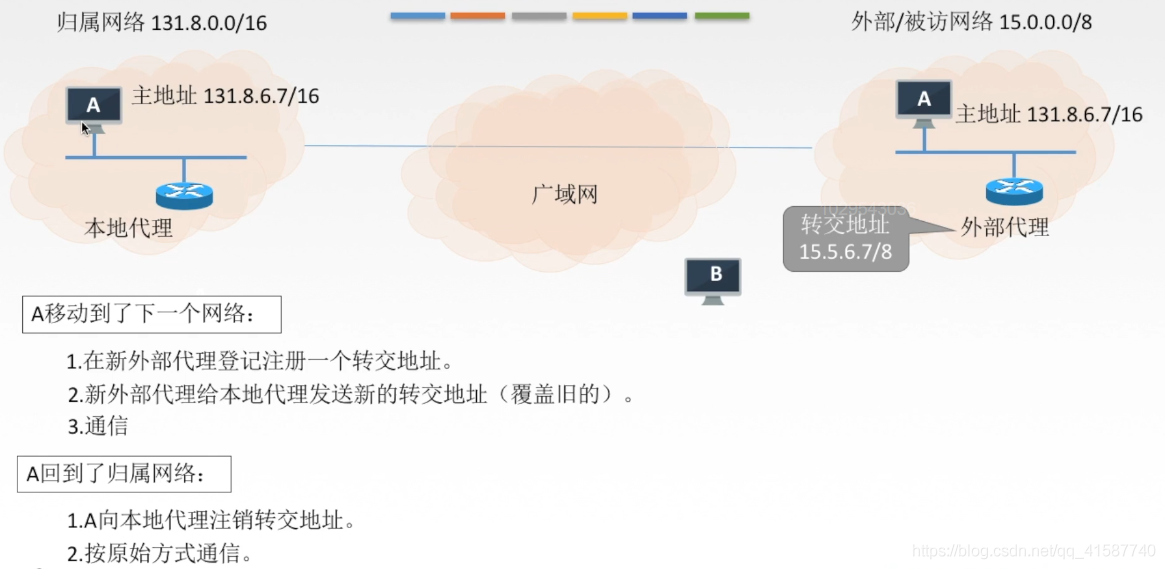 归属网络 131.8.0.0/16
外部/被访网络 15.0.0.0/8
A
主地址 131.8.6.7/16
A
主地址 131.8.6.7/16
广域网
本地代理
转交地址
15.5.6.7/8
外部代理
B
A移动到了下一个网络：
1.在新外部代理登记注册一个转交地址。
2.新外部代理给本地代理发送新的转交地址（覆盖旧的）。
3.通信
A回到了归属网络：
1.A向本地代理注销转交地址。
2.按原始方式通信。
https://blog.csdn.net/qq_41587740